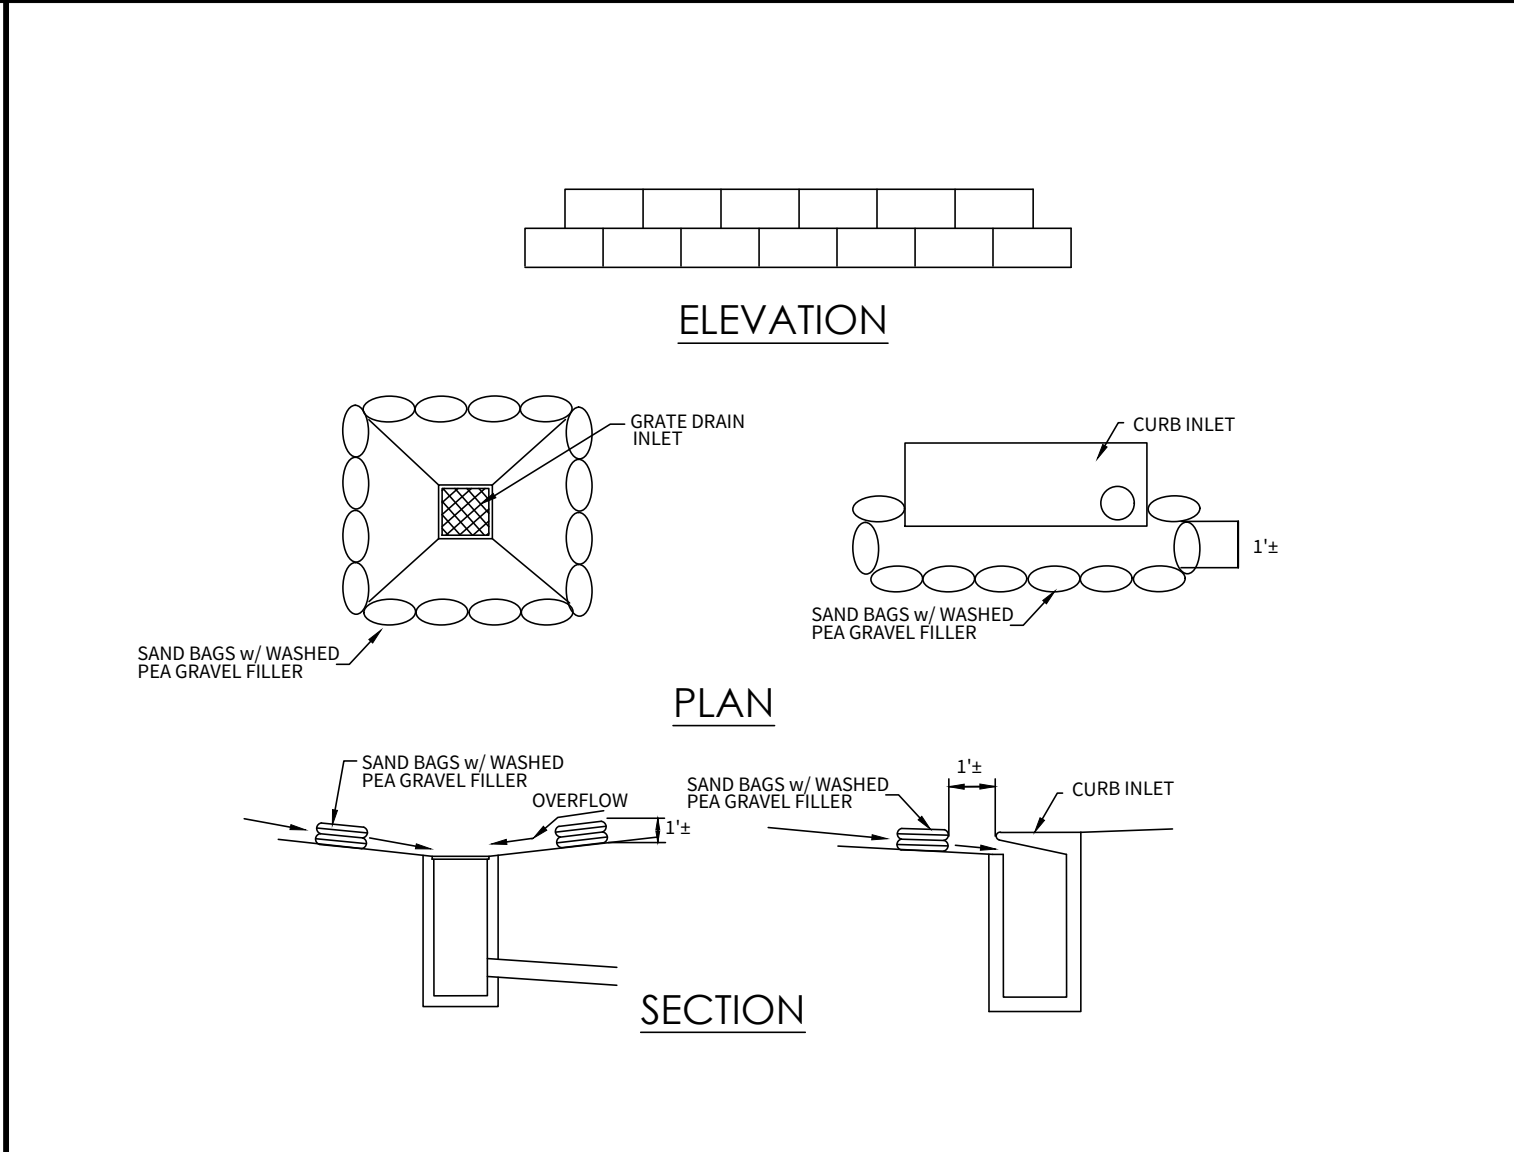 ELEVATION
GRATE DRAIN
INLET
CURB INLET
1'±
SAND BAGS w/ WASHED
PEA GRAVEL FILLER
SAND BAGS w/ WASHED
PEA GRAVEL FILLER
PLAN
SAND BAGS w/ WASHED
PEA GRAVEL FILLER
OVERFLOW
1'±
SAND BAGS w/ WASHED
PEA GRAVEL FILLER
1'±
CURB INLET
SECTION